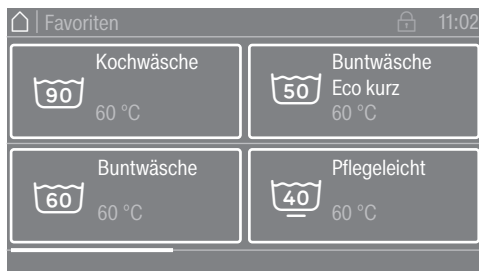 Favoriten 11:02
90 Kochwäsche
60 °C
50 Buntwäsche
Eco kurz
60 °C
60 Buntwäsche
60 °C
40 Pflegeleicht
60 °C